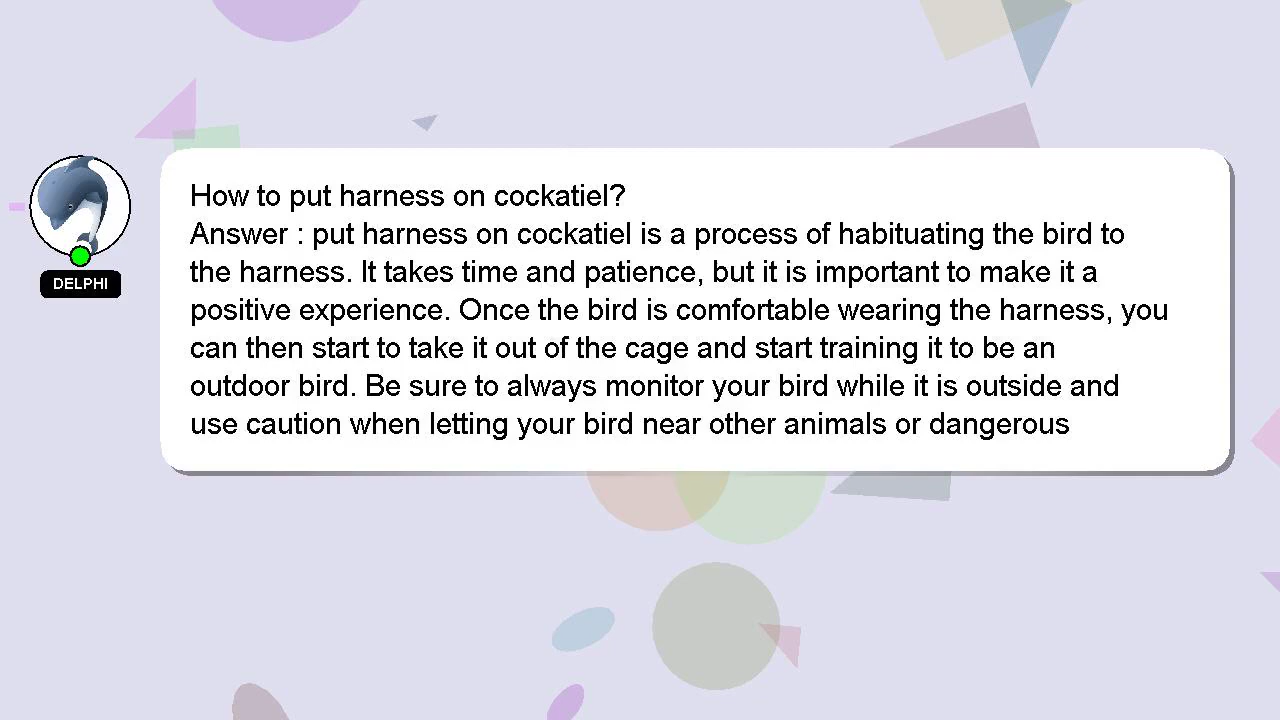 How to put harness on cockatiel?
Answer : put harness on cockatiel is a process of habituating the bird to
the harness. It takes time and patience, but it is important to make it a
positive experience. Once the bird is comfortable wearing the harness, you
can then start to take it out of the cage and start training it to be an
outdoor bird. Be sure to always monitor your bird while it is outside and
use caution when letting your bird near other animals or dangerous
DELPHI